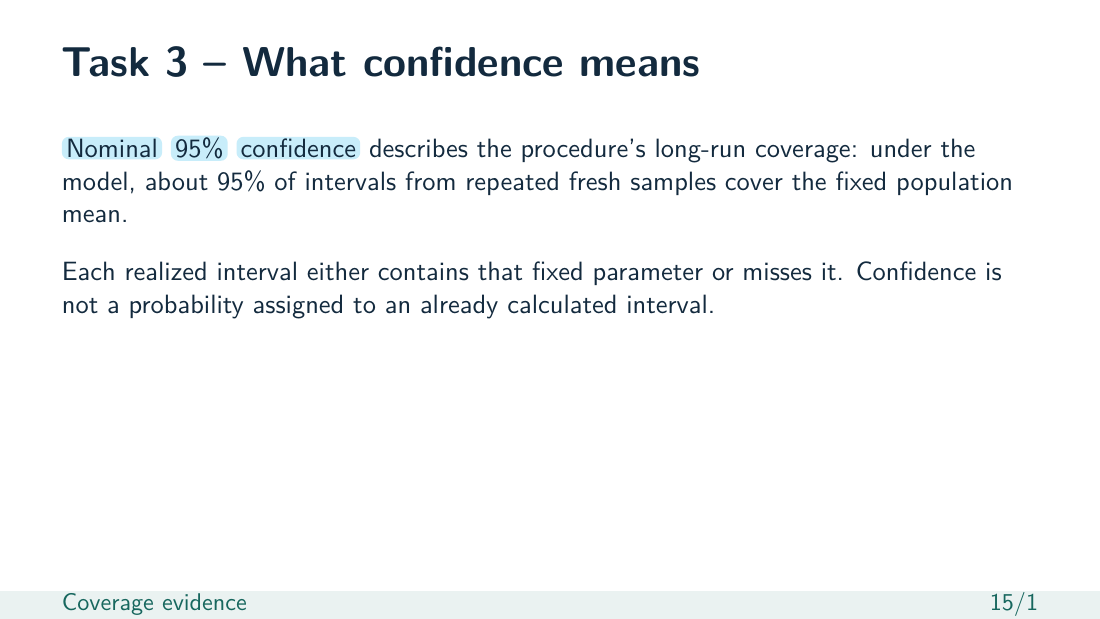 Task 3 – What confidence means
Nominal 95% confidence describes the procedure's long-run coverage: under the
model, about 95% of intervals from repeated fresh samples cover the fixed population
mean.
Each realized interval either contains that fixed parameter or misses it. Confidence is
not a probability assigned to an already calculated interval.
Coverage evidence 15/1